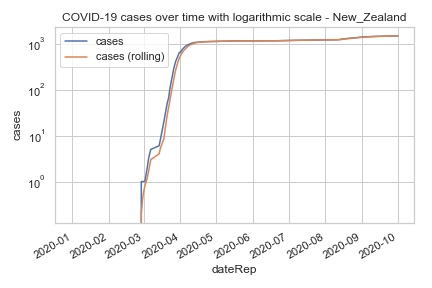 COVID-19 cases over time with logarithmic scale - New_Zealand
cases
cases (rolling)
10³
10²
10¹
10⁰
cases
2020-01
2020-02
2020-03
2020-04
2020-05
2020-06
2020-07
2020-08
2020-09
2020-10
dateRep